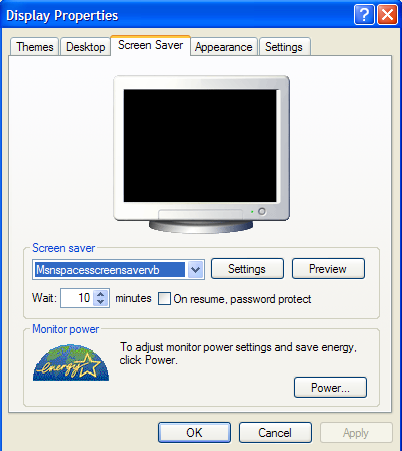 Display Properties
Themes Desktop Screen Saver Appearance Settings
Screen saver
Msnspacesscreensavervb Settings Preview
Wait: 10 minutes On resume, password protect
Monitor power
To adjust monitor power settings and save energy,
click Power.
energy
Power...
OK Cancel Apply